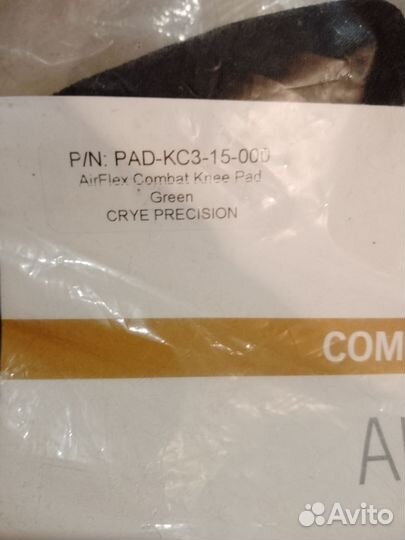 P/N: PAD-KC3-15-000
AirFlex Combat Knee Pad
Green
CRYE PRECISION
COM
Avito